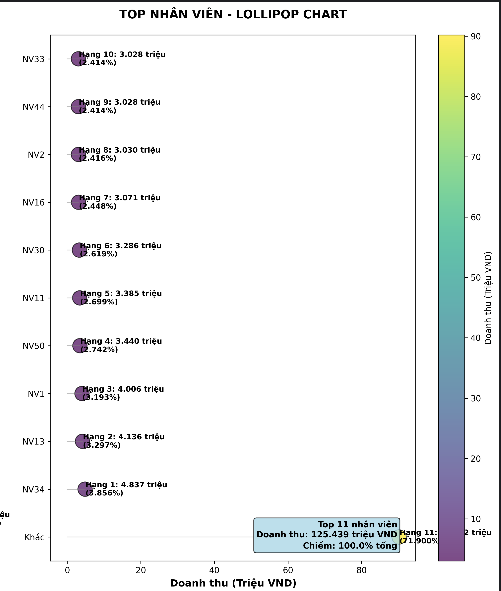 TOP NHÂN VIÊN - LOLLIPOP CHART
NV33
Hạng 10: 3.028 triệu
(2.414%)
NV44
Hạng 9: 3.028 triệu
(2.414%)
NV2
Hạng 8: 3.030 triệu
(2.416%)
NV16
Hạng 7: 3.071 triệu
(2.448%)
NV30
Hạng 6: 3.286 triệu
(2.619%)
NV11
Hạng 5: 3.385 triệu
(2.699%)
NV50
Hạng 4: 3.440 triệu
(2.742%)
NV1
Hạng 3: 4.006 triệu
(3.193%)
NV13
Hạng 2: 4.136 triệu
(3.297%)
NV34
Hạng 1: 4.837 triệu
(3.856%)
Khác
Top 11 nhân viên
Doanh thu: 125.439 triệu VND
Chiếm: 100.0% tổng
Hạng 11:
2 triệu
(71.900%
0
20
40
60
80
Doanh thu (Triệu VND)
90
80
70
60
50
40
30
20
10
Doanh thu (Triệu VND)